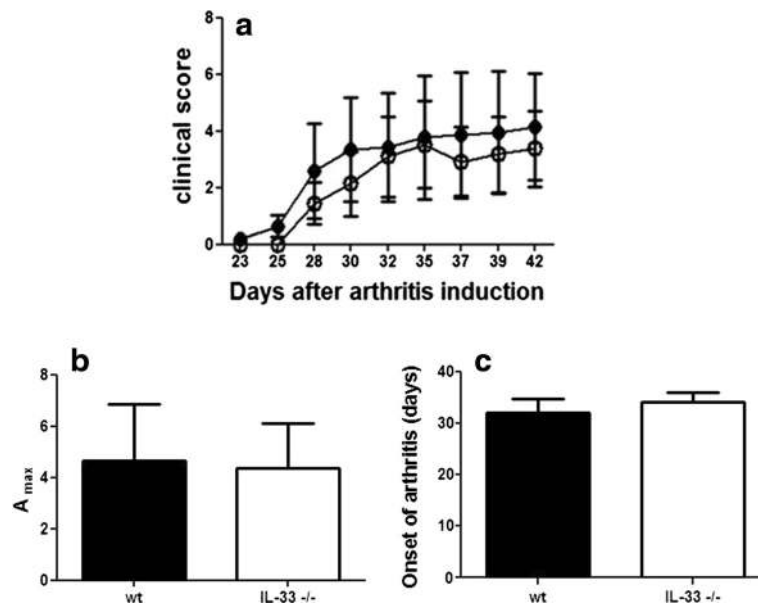 a
clinical score
8
6
4
2
0
23 25 28 30 32 35 37 39 42
Days after arthritis induction
b
A max
8
6
4
2
0
wt IL-33 -/-
c
Onset of arthritis (days)
40
30
20
10
0
wt IL-33 -/-